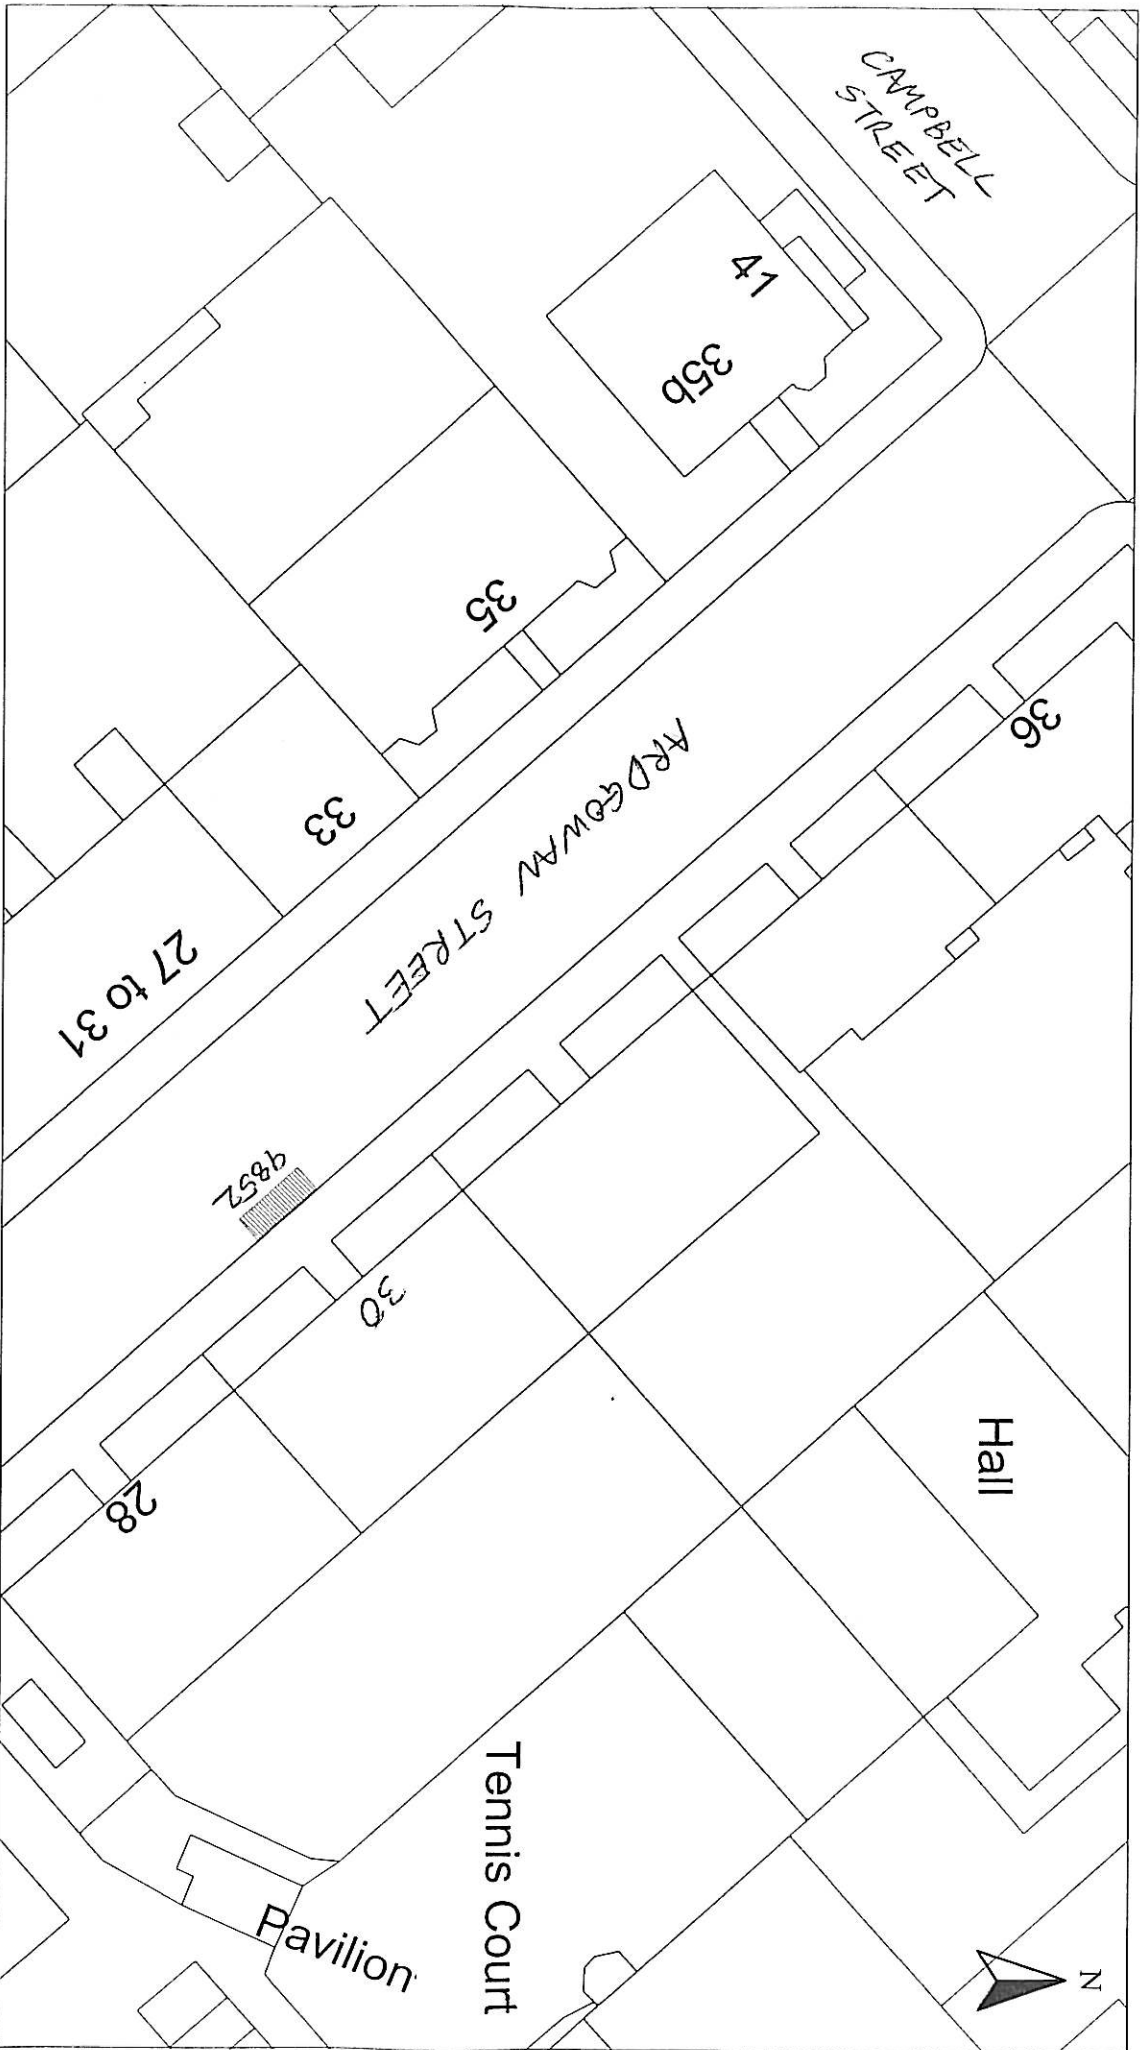 CAMPBELL
STREET
41
35b
35
36
33
ARDGOWAN STREET
27 to 31
9852
30
28
Hall
Tennis Court
Pavilion
N